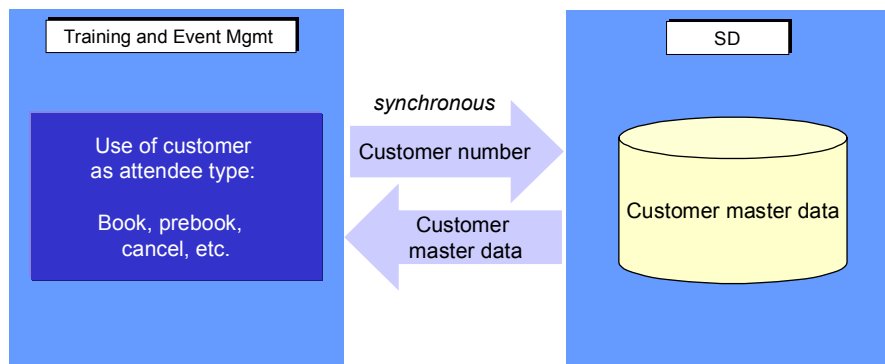 Training and Event Mgmt
SD
synchronous
Use of customer
as attendee type:
Book, prebook,
cancel, etc.
Customer number
Customer
master data
Customer master data